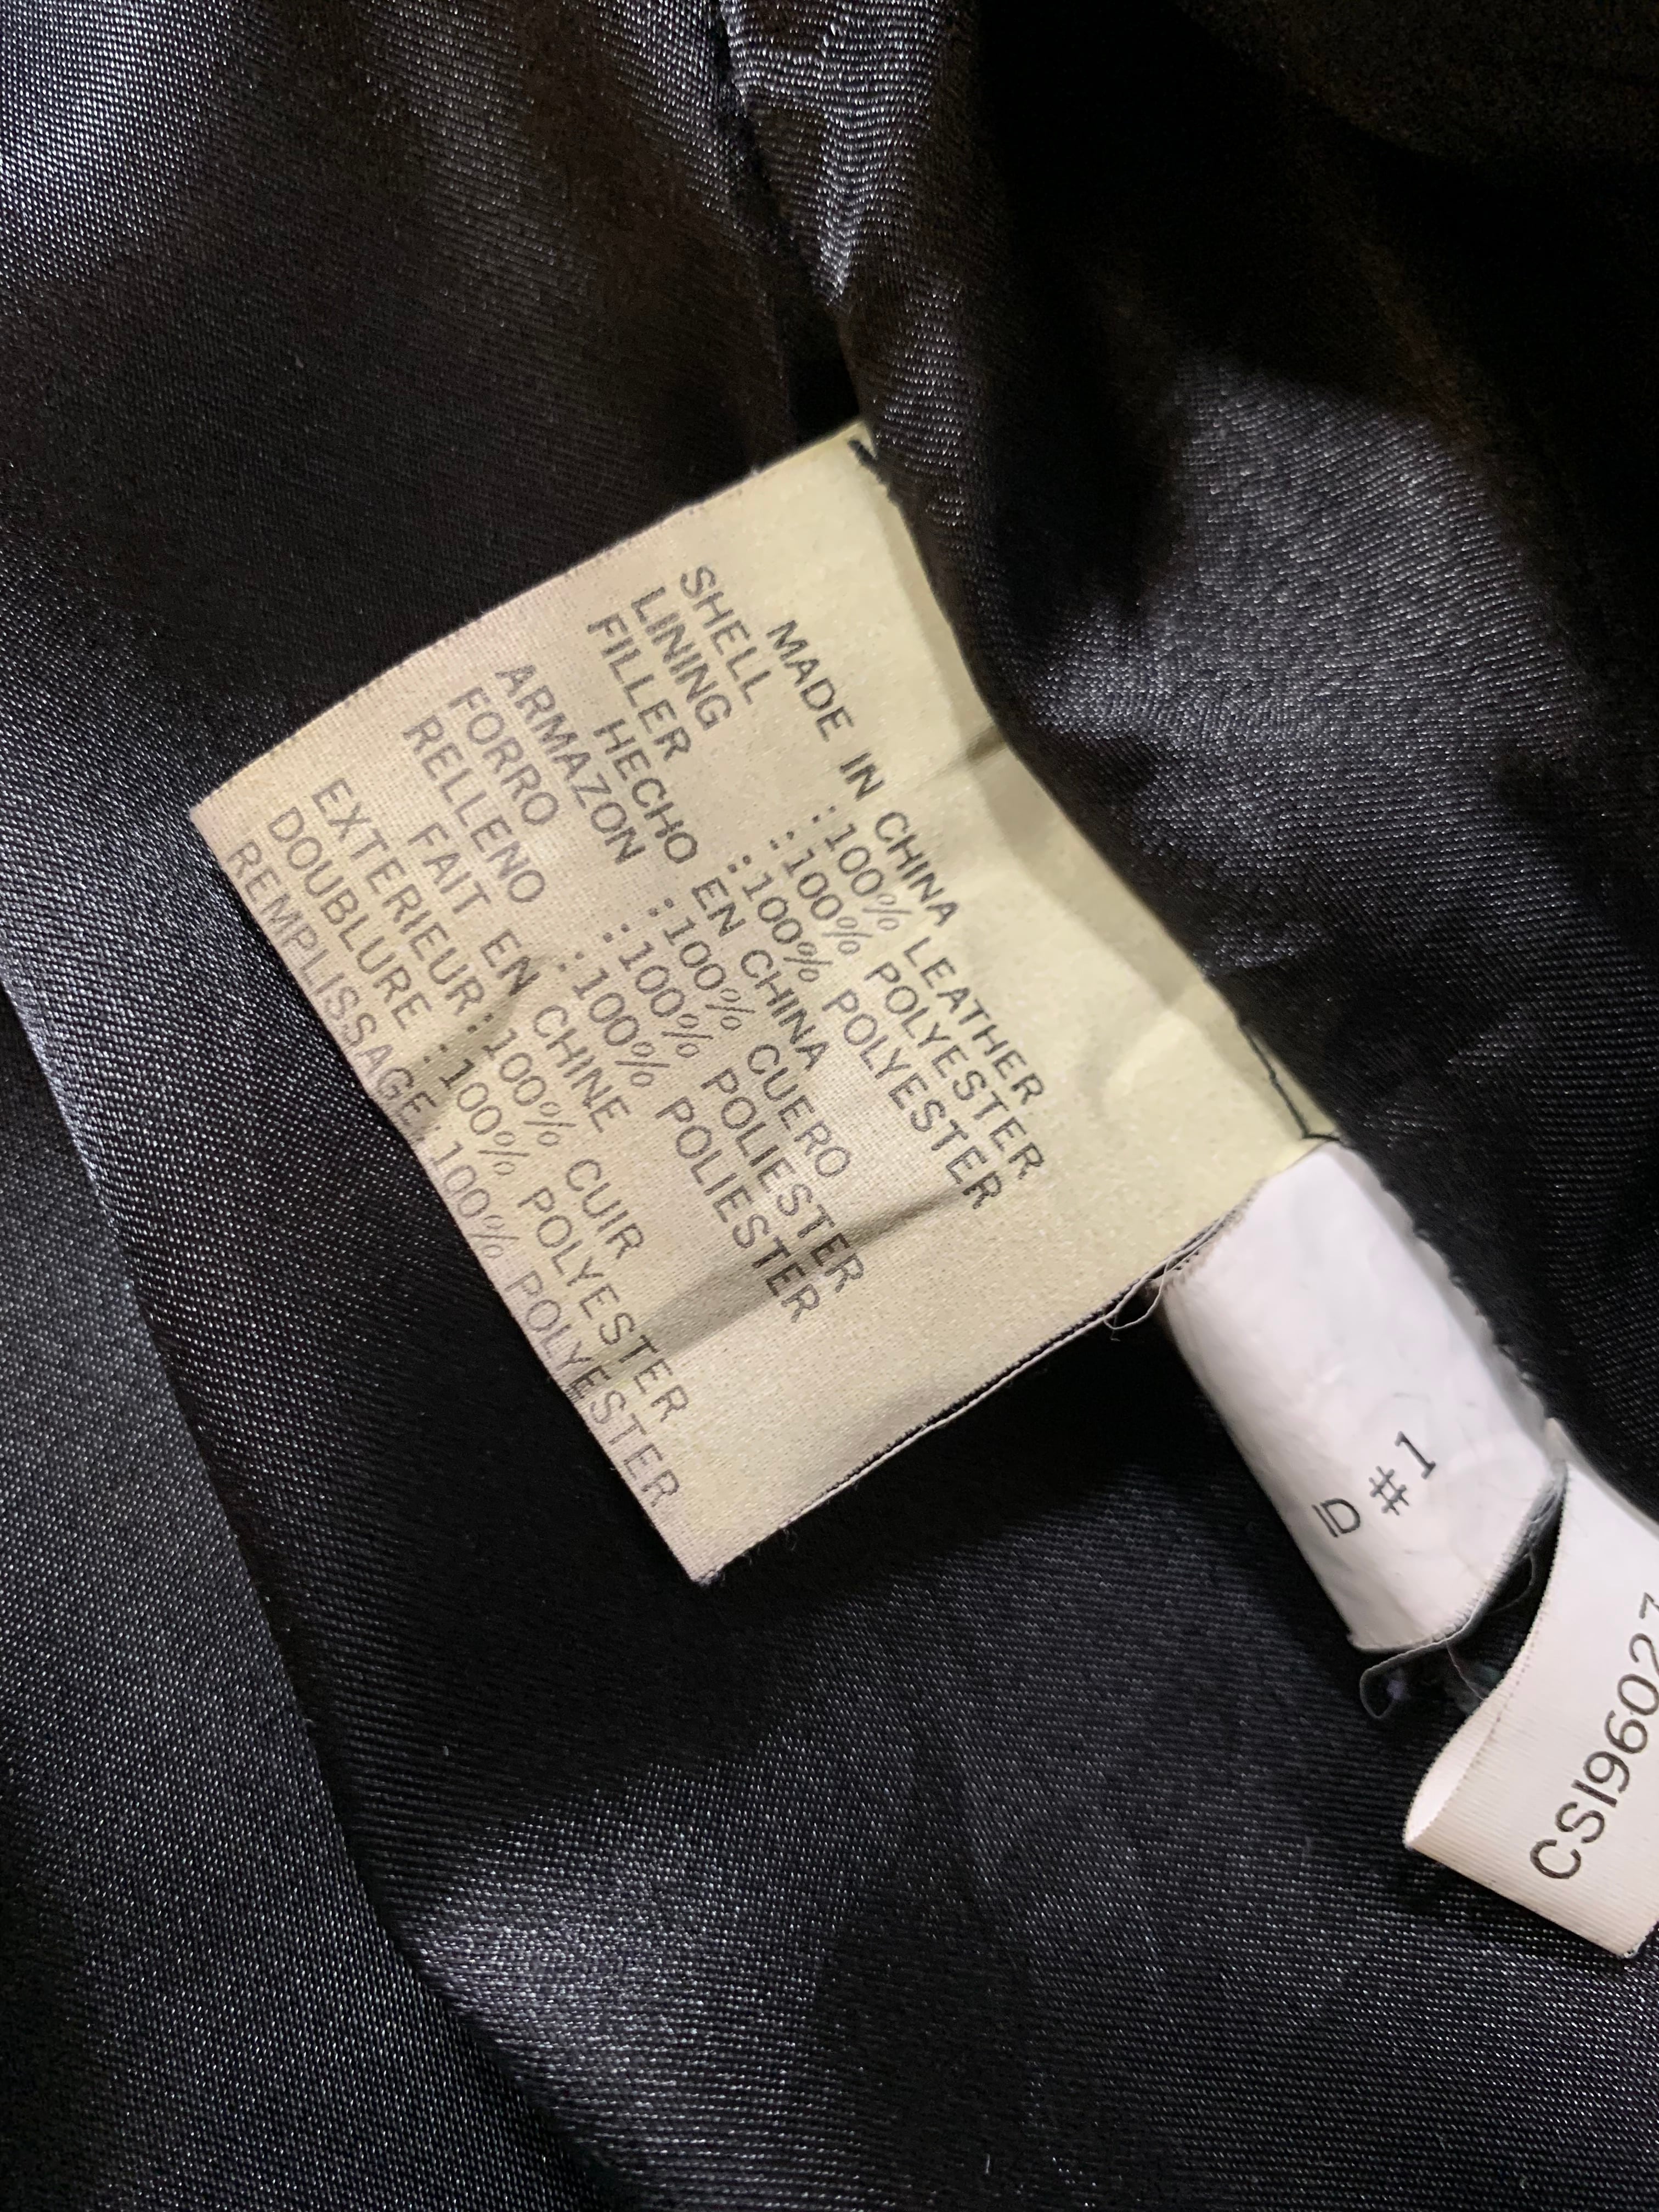 MADE IN CHINA
SHELL : 100% LEATHER
LINING : 100% POLYESTER
FILLER : 100% POLYESTER
HECHO EN CHINA
ARMAZON : 100% CUERO
FORRO : 100% POLIESTER
RELLENO : 100% POLIESTER
FAIT EN CHINE
EXTERIEUR : 100% CUIR
DOUBLURE : 100% POLYESTER
REMPLISSAGE : 100% POLYESTER
ID #1
CSI96027